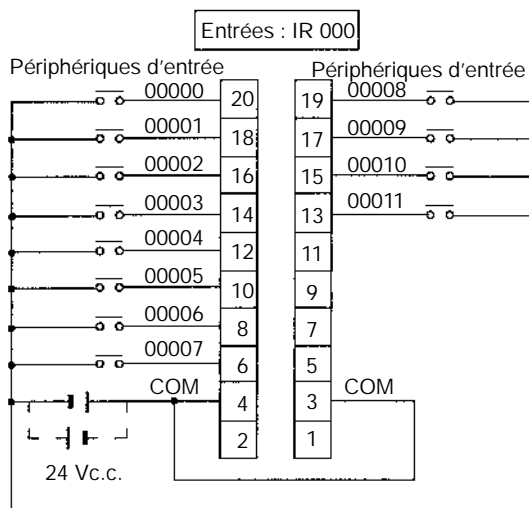 Entrées : IR 000
Périphériques d'entrée Périphériques d'entrée
00000 20 19 00008
00001 18 17 00009
00002 16 15 00010
00003 14 13 00011
00004 12 11
00005 10 9
00006 8 7
00007 6 5
COM 4 3 COM
2 1
24 Vc.c.